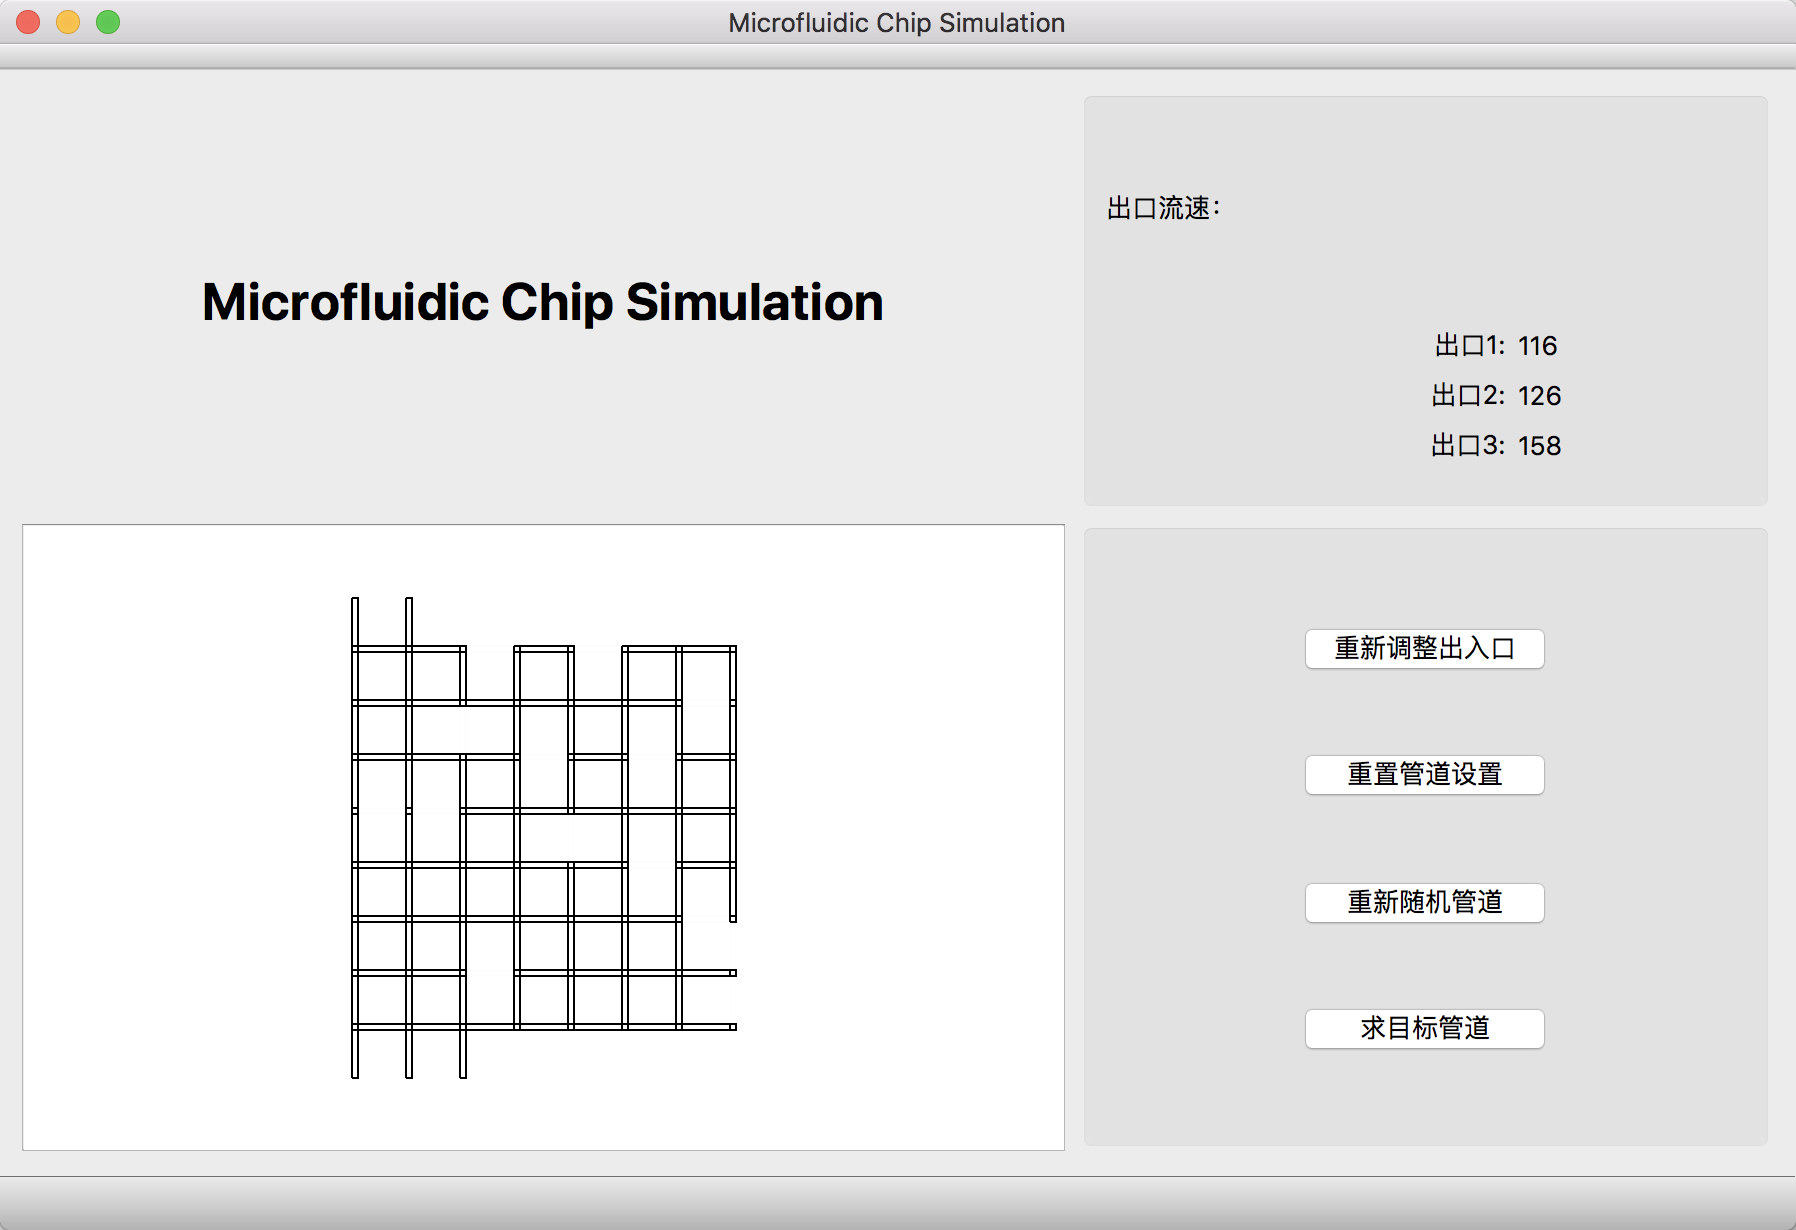 Microfluidic Chip Simulation
Microfluidic Chip Simulation
出口流速：
出口1: 116
出口2: 126
出口3: 158
重新调整出入口
重置管道设置
重新随机管道
求目标管道